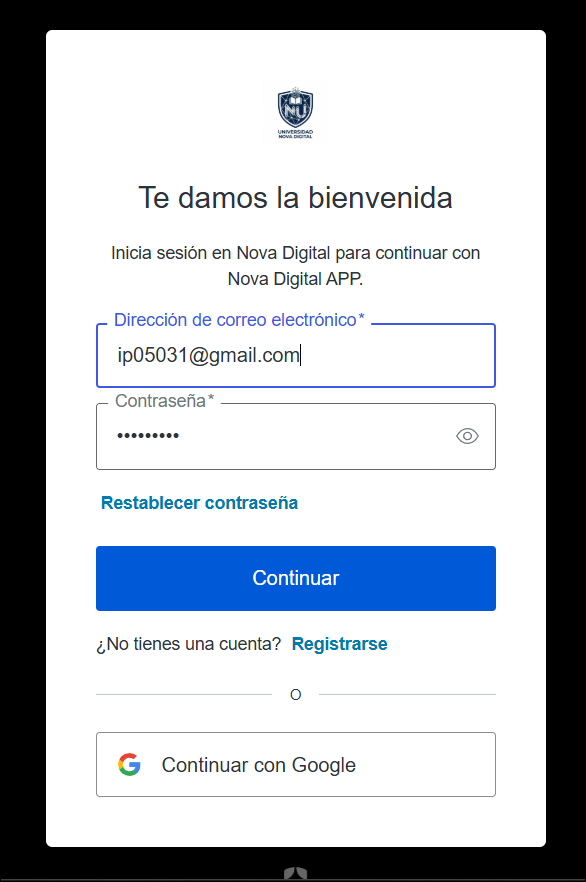 NU
UNIVERSIDAD
NOVA DIGITAL
Te damos la bienvenida
Inicia sesión en Nova Digital para continuar con
Nova Digital APP.
Dirección de correo electrónico*
ip05031@gmail.com
Contraseña*
•••••••••
Restablecer contraseña
Continuar
¿No tienes una cuenta? Registrarse
O
Continuar con Google